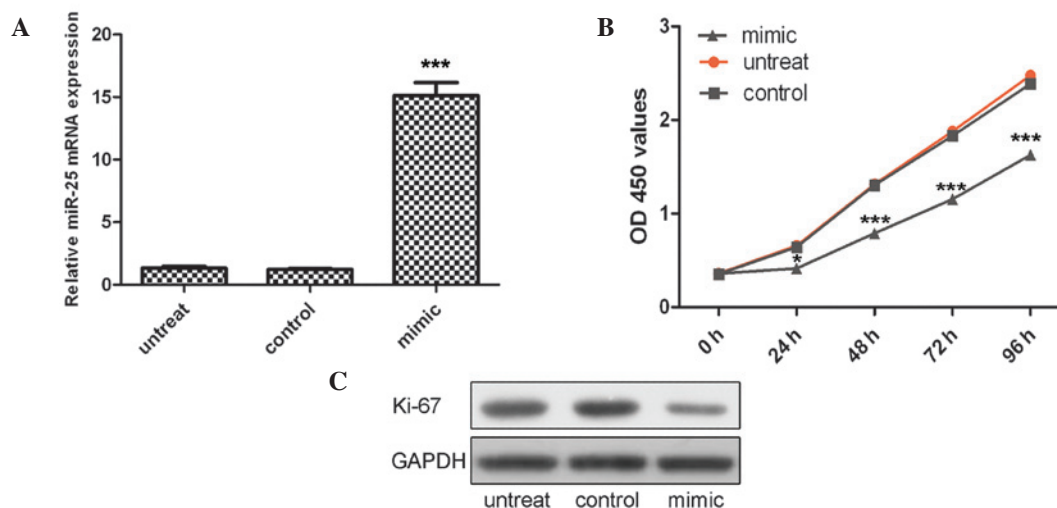 A
Relative miR-25 mRNA expression
20
15
10
5
0
***
untreat
control
mimic
B
OD 450 values
3
2
1
0
mimic
untreat
control
*
***
***
***
0 h
24 h
48 h
72 h
96 h
C
Ki-67
GAPDH
untreat control mimic